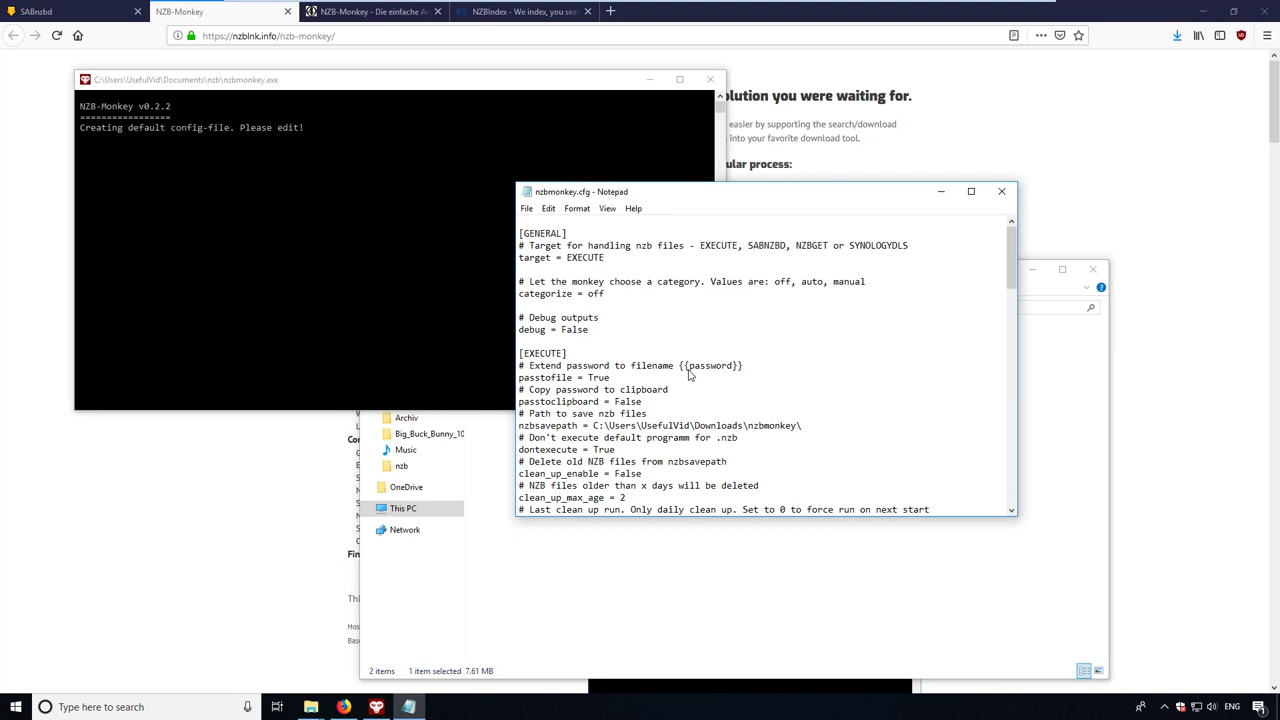 SABnzbd
NZB-Monkey
NZB-Monkey - Die einfache An
NZBIndex - We index, you sea
https://nzblnk.info/nzb-monkey/
C:\Users\UsefulVid\Documents\nzb\nzbmonkey.exe
NZB-Monkey v0.2.2
=================
Creating default config-file. Please edit!
olution you were waiting for.
easier by supporting the search/download
into your favorite download tool.
ular process:
nzbmonkey.cfg - Notepad
File Edit Format View Help
[GENERAL]
# Target for handling nzb files - EXECUTE, SABNZBD, NZBGET or SYNOLOGYDLS
target = EXECUTE
# Let the monkey choose a category. Values are: off, auto, manual
categorize = off
# Debug outputs
debug = False
[EXECUTE]
# Extend password to filename {{password}}
passtofile = True
# Copy password to clipboard
passtoclipboard = False
# Path to save nzb files
nzbsavepath = C:\Users\UsefulVid\Downloads\nzbmonkey\
# Don't execute default programm for .nzb
dontexecute = True
# Delete old NZB files from nzbsavepath
clean_up_enable = False
# NZB files older than x days will be deleted
clean_up_max_age = 2
# Last clean up run. Only daily clean up. Set to 0 to force run on next start
Archiv
Big_Buck_Bunny_10
Music
nzb
OneDrive
This PC
Network
Con
Fin
Thi
Hos
Base
2 items 1 item selected 7.61 MB
Type here to search
ENG